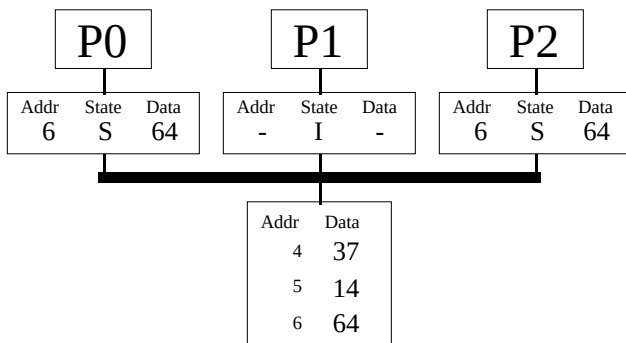 P0 P1 P2
Addr State Data Addr State Data Addr State Data
6 S 64 - I - 6 S 64
Addr Data
4 37
5 14
6 64